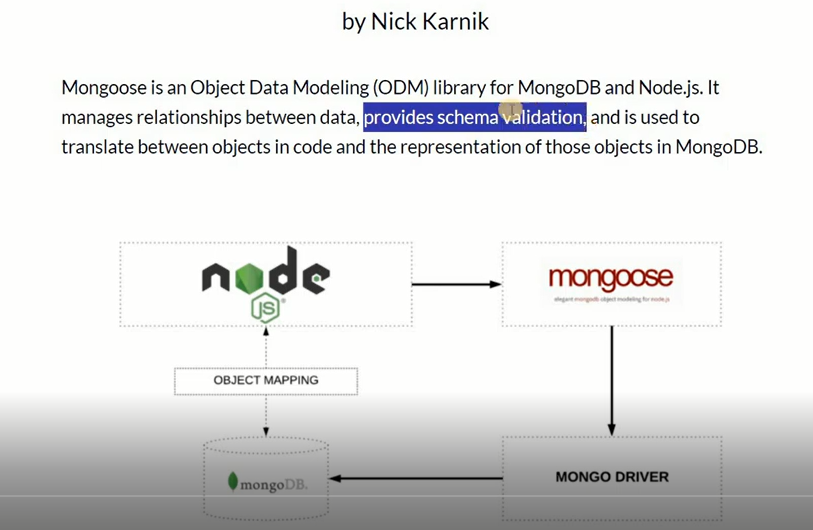 by Nick Karnik
Mongoose is an Object Data Modeling (ODM) library for MongoDB and Node.js. It
manages relationships between data, provides schema validation, and is used to
translate between objects in code and the representation of those objects in MongoDB.
node
JS
mongoose
elegant mongodb object modeling for node.js
OBJECT MAPPING
mongoDB.
MONGO DRIVER